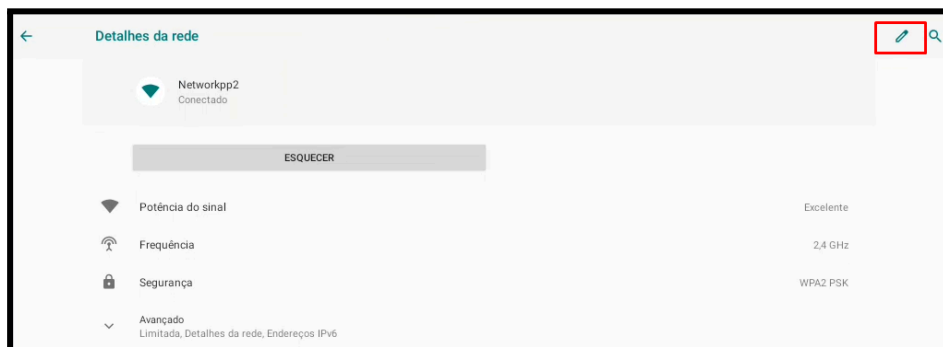 Detalhes da rede
Networkpp2
Conectado
ESQUECER
Potência do sinal
Excelente
Frequência
2,4 GHz
Segurança
WPA2 PSK
Avançado
Limitada, Detalhes da rede, Endereços IPv6